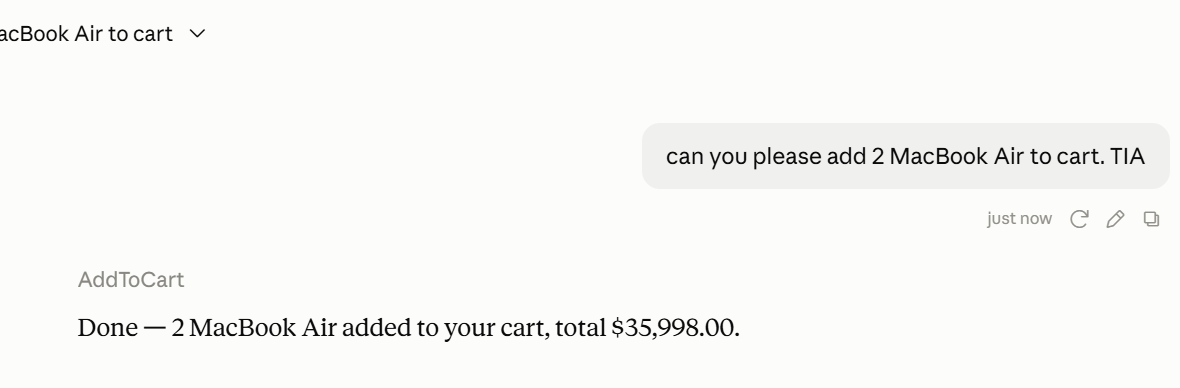 acBook Air to cart
can you please add 2 MacBook Air to cart. TIA
just now
AddToCart
Done — 2 MacBook Air added to your cart, total $35,998.00.